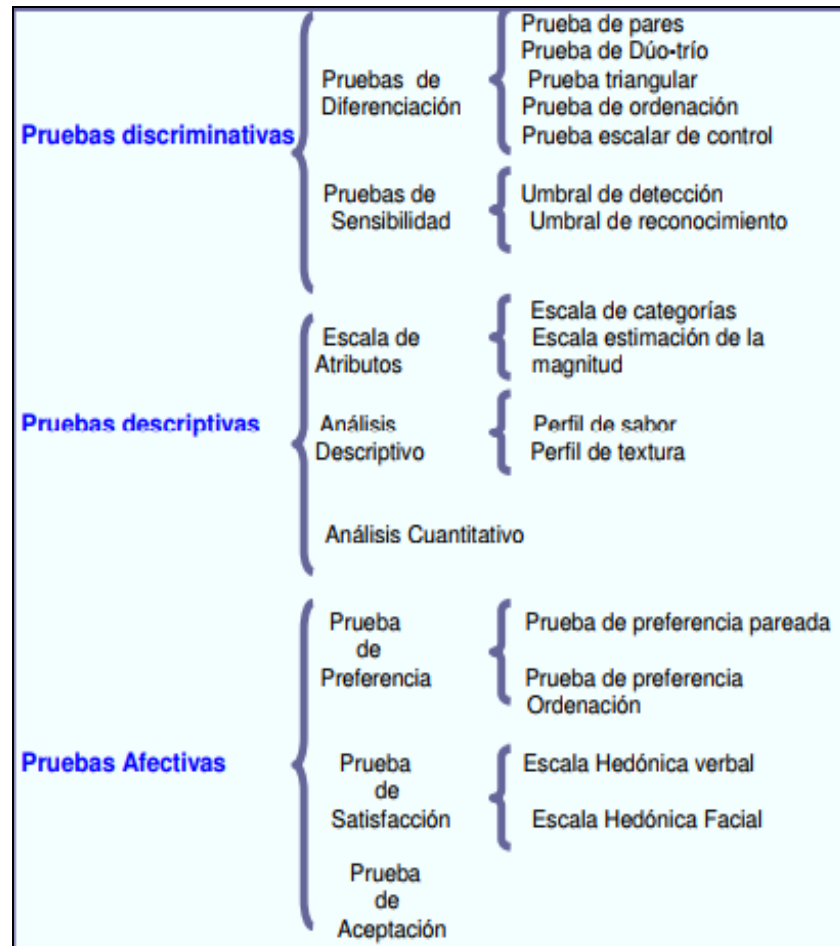 Pruebas discriminativas
Pruebas de
Diferenciación
Prueba de pares
Prueba de Dúo-trío
Prueba triangular
Prueba de ordenación
Prueba escalar de control
Pruebas de
Sensibilidad
Umbral de detección
Umbral de reconocimiento
Pruebas descriptivas
Escala de
Atributos
Escala de categorías
Escala estimación de la
magnitud
Análisis
Descriptivo
Perfil de sabor
Perfil de textura
Análisis Cuantitativo
Pruebas Afectivas
Prueba
de
Preferencia
Prueba de preferencia pareada
Prueba de preferencia
Ordenación
Prueba
de
Satisfacción
Escala Hedónica verbal
Escala Hedónica Facial
Prueba
de
Aceptación